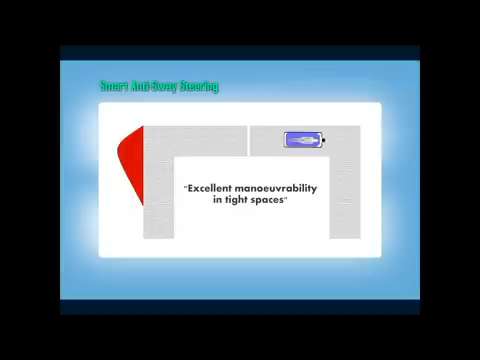 Smart Anti-Sway Steering
"Excellent manoeuvrability
in tight spaces"